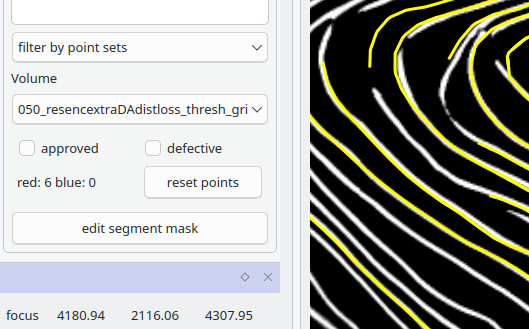 filter by point sets
Volume
050_resencextraDAdistloss_thresh_gri
approved defective
red: 6 blue: 0 reset points
edit segment mask
focus 4180.94 2116.06 4307.95